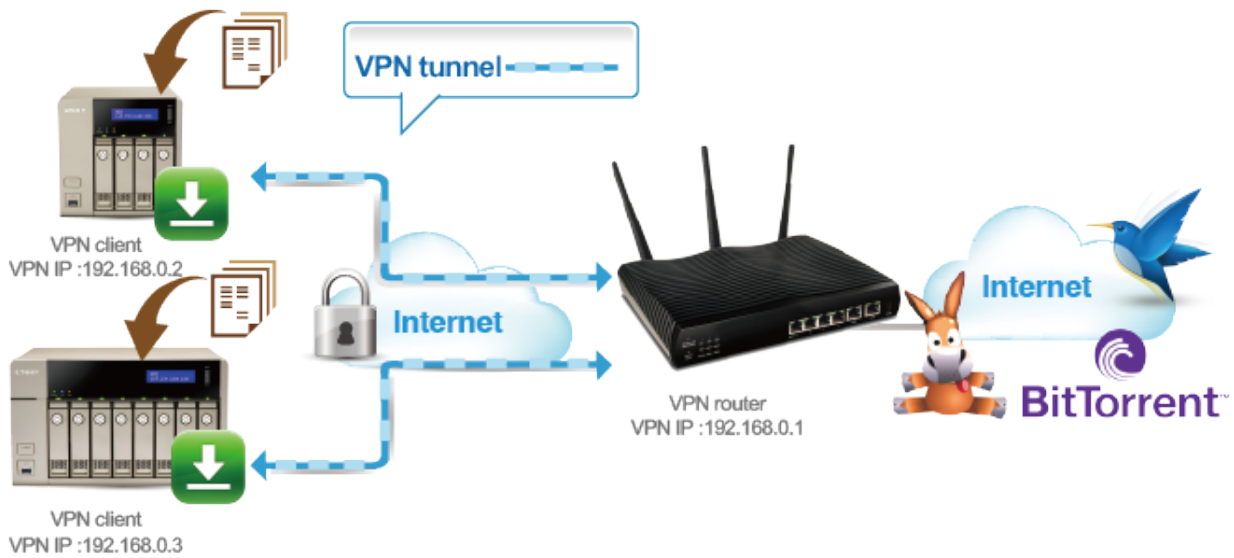 VPN tunnel
VPN client
VPN IP :192.168.0.2
Internet
VPN client
VPN IP :192.168.0.3
VPN router
VPN IP :192.168.0.1
Internet
BitTorrent™